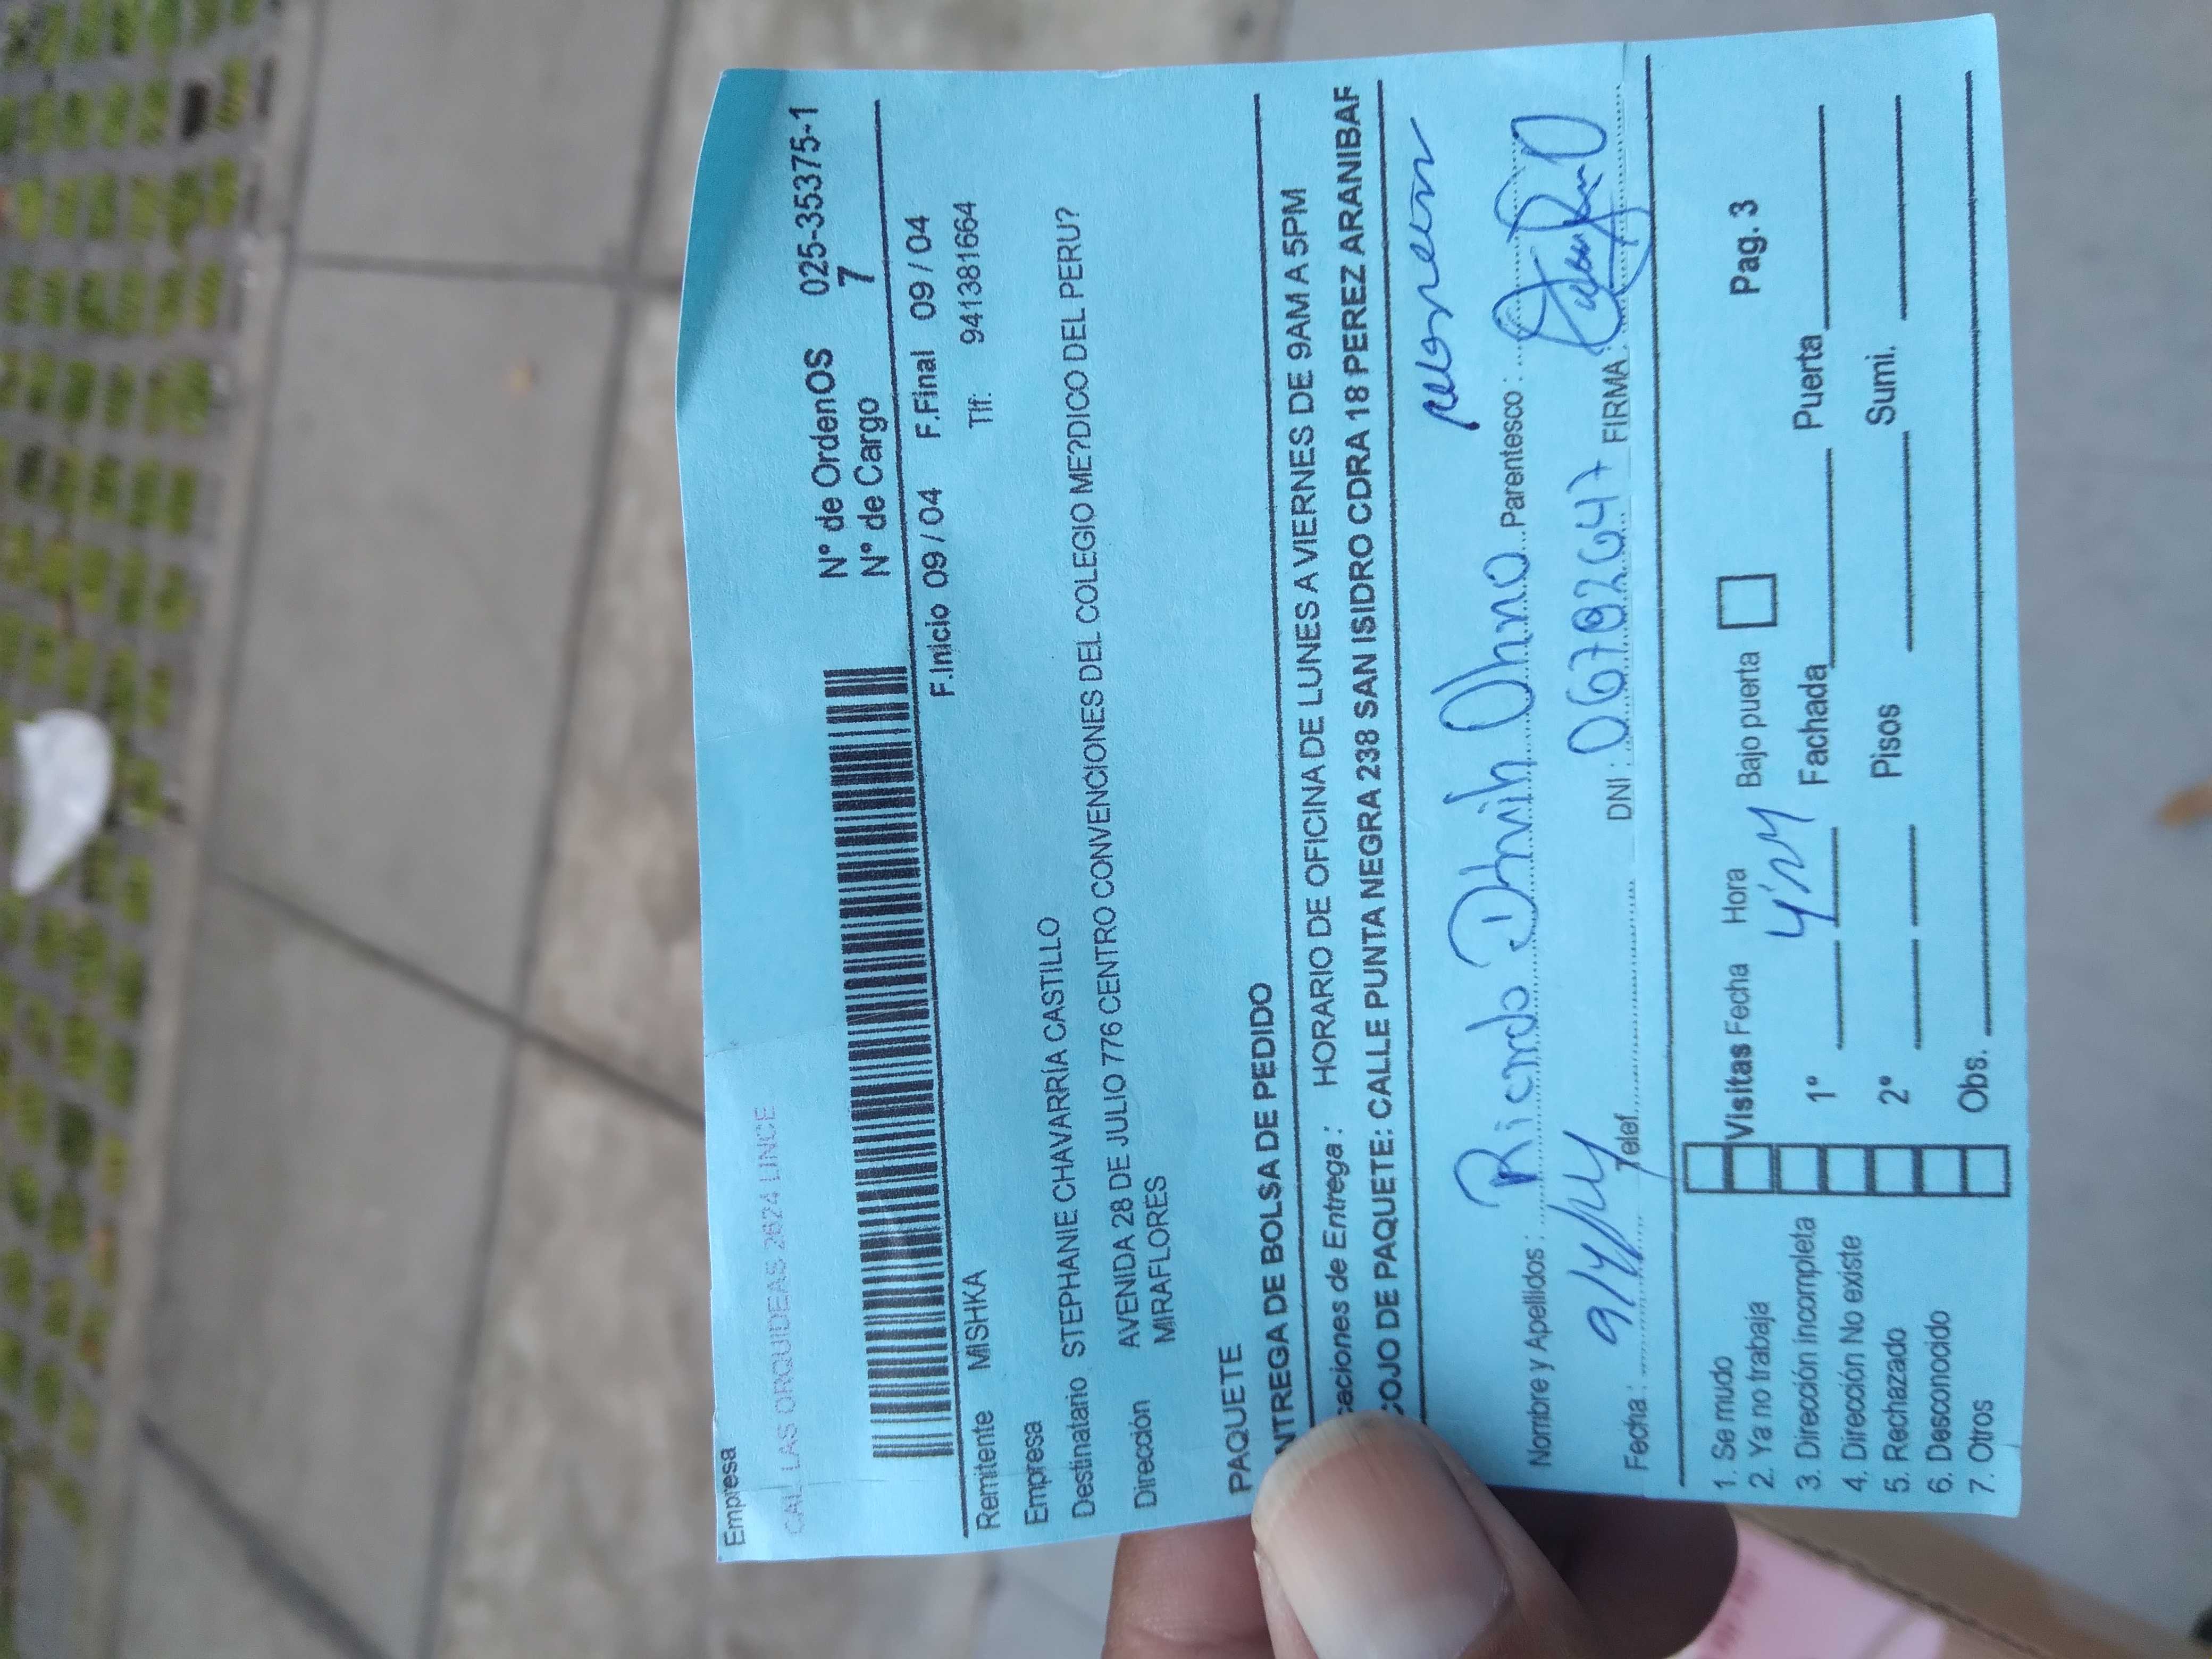 Empresa
CAL LAS ORQUIDEAS 2624 LINCE
Nº de OrdenOS 025-35375-1
Nº de Cargo 7
F.Inicio 09 / 04 F.Final 09 / 04
Remitente MISHKA Tlf: 941381664
Empresa
Destinatario STEPHANIE CHAVARRÍA CASTILLO
Dirección AVENIDA 28 DE JULIO 776 CENTRO CONVENCIONES DEL COLEGIO ME?DICO DEL PERU?
MIRAFLORES
PAQUETE
NTREGA DE BOLSA DE PEDIDO
caciones de Entrega : HORARIO DE OFICINA DE LUNES A VIERNES DE 9AM A 5PM
COJO DE PAQUETE: CALLE PUNTA NEGRA 238 SAN ISIDRO CDRA 18 PEREZ ARANIBAF
Nombre y Apellidos : Ricardo Ohno Parentesco :
Fecha : 9/4/24 Telef. DNI : FIRMA :
1. Se mudo
2. Ya no trabaja
3. Dirección incompleta
4. Dirección No existe
5. Rechazado
6. Desconocido
7. Otros
Visitas Fecha Hora Bajo puerta Pag. 3
1º Fachada Puerta
2º Pisos Sumi.
Obs.